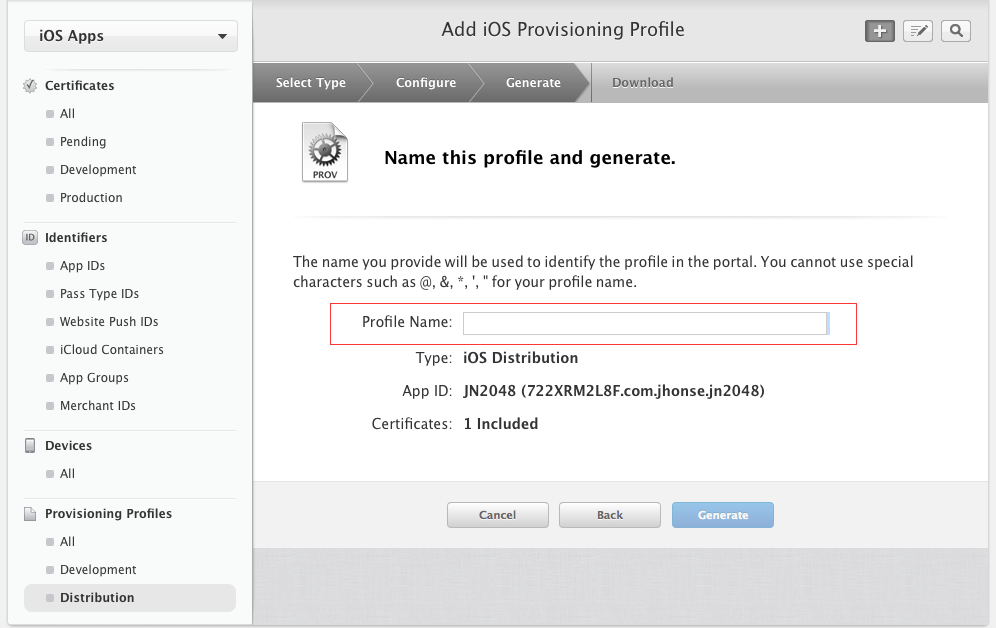 iOS Apps
Certificates
All
Pending
Development
Production
ID
Identifiers
App IDs
Pass Type IDs
Website Push IDs
iCloud Containers
App Groups
Merchant IDs
Devices
All
Provisioning Profiles
All
Development
Distribution
Add iOS Provisioning Profile
Select Type
Configure
Generate
Download
PROV
Name this profile and generate.
The name you provide will be used to identify the profile in the portal. You cannot use special
characters such as @, &, *, ', " for your profile name.
Profile Name:
Type: iOS Distribution
App ID: JN2048 (722XRM2L8F.com.jhonse.jn2048)
Certificates: 1 Included
Cancel
Back
Generate